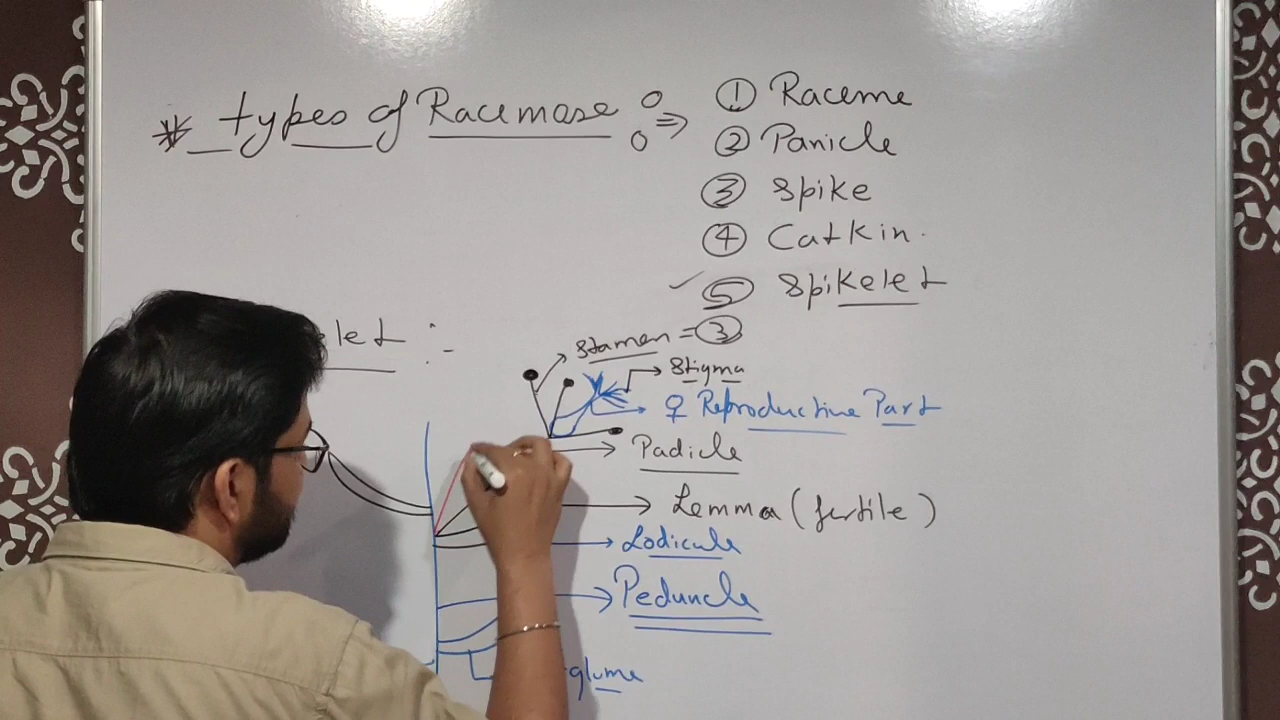 * types of Racemose :⇒ ① Raceme
② Panicle
③ Spike
④ Catkin.
✓ ⑤ Spikelet
let :-
Stamen = ③
Stigma
♀ Reproductive Part
Padicle
Lemma (fertile)
Lodicule
Peduncle
glume